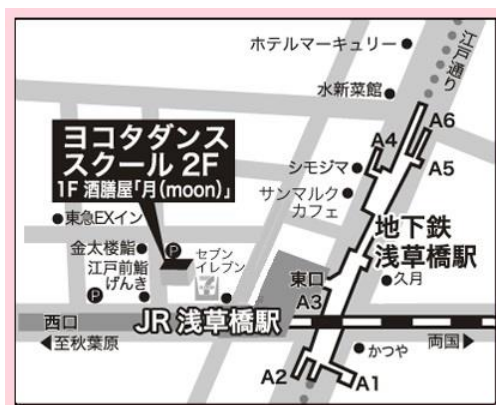 ホテルマーキュリー
江戸通り
水新菜館
ヨコタダンス
スクール 2F
1F 酒膳屋「月(moon)」
A4
A6
A5
シモジマ
サンマルク
カフェ
地下鉄
浅草橋駅
東急EXイン
金太楼鮨
P
セブン
イレブン
江戸前鮨
げんき
P
東口
A3
久月
西口
JR 浅草橋駅
至秋葉原
かつや
両国
A2
A1